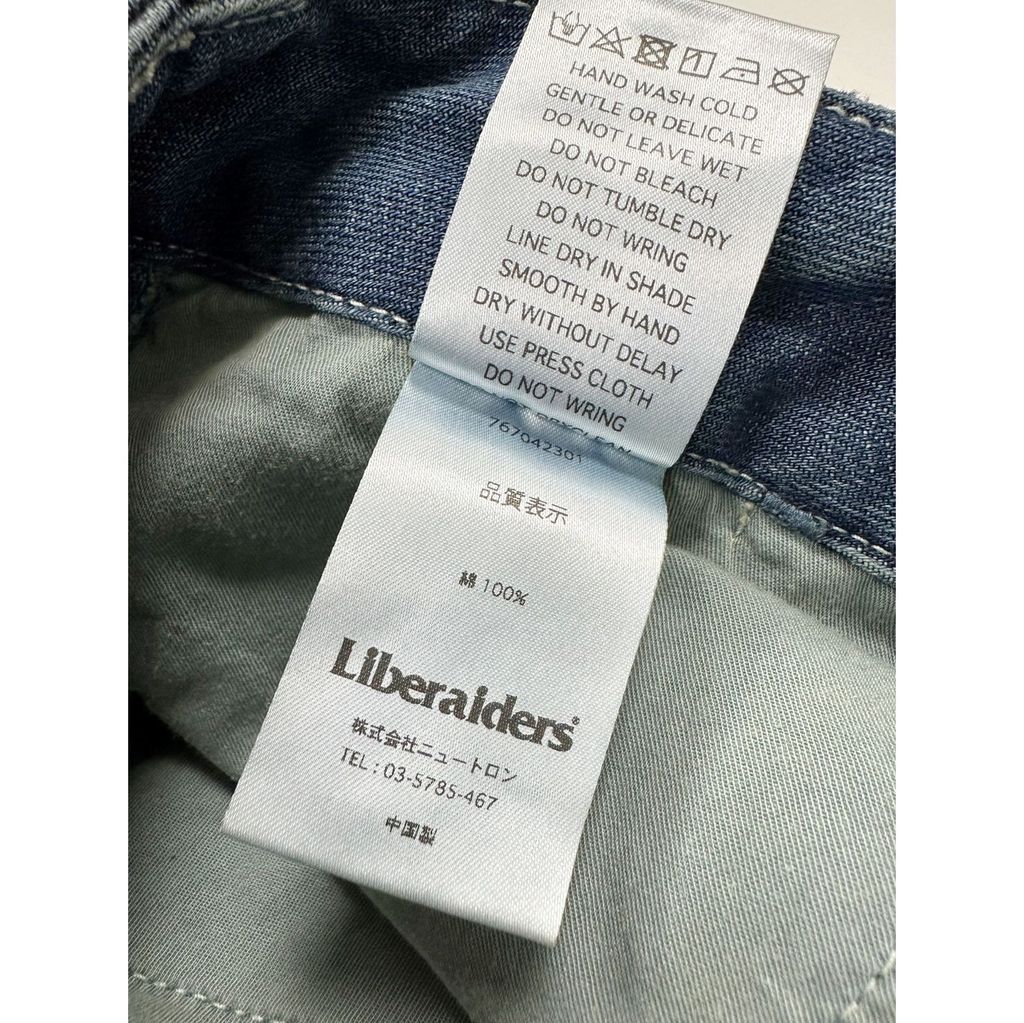 HAND WASH COLD
GENTLE OR DELICATE
DO NOT LEAVE WET
DO NOT BLEACH
DO NOT TUMBLE DRY
DO NOT WRING
LINE DRY IN SHADE
SMOOTH BY HAND
DRY WITHOUT DELAY
USE PRESS CLOTH
DO NOT WRING
767042301
品質表示
綿 100%
Liberaiders®
株式会社ニュートロン
TEL : 03-5785-467
中国製